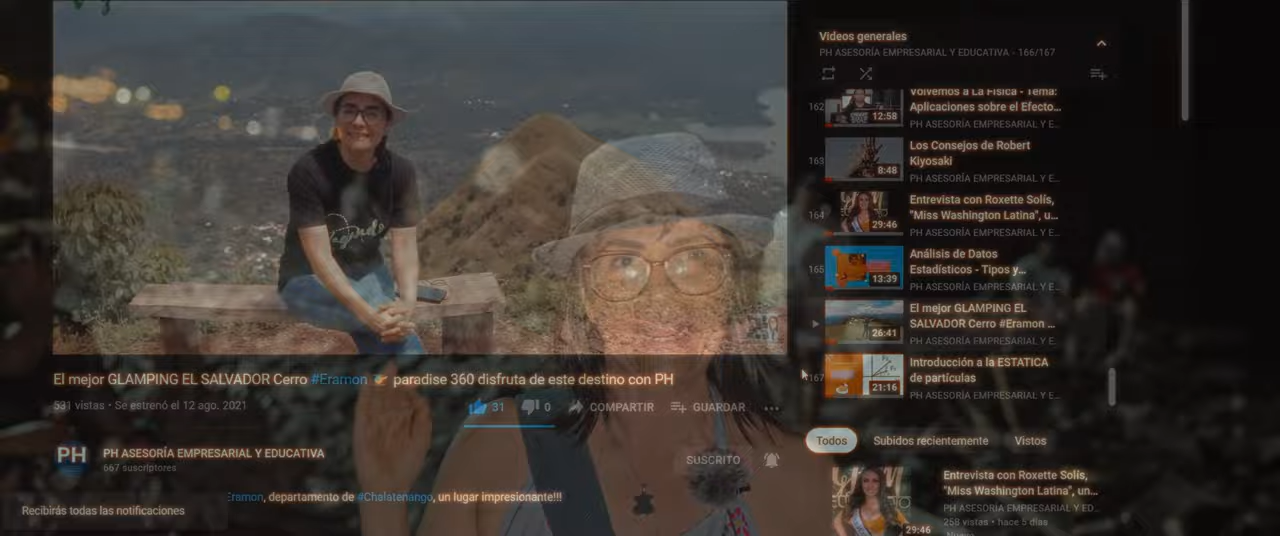 Videos generales
PH ASESORÍA EMPRESARIAL Y EDUCATIVA - 166/167
162
Volvemos a La Física - Tema:
Aplicaciones sobre el Efecto...
PH ASESORÍA EMPRESARIAL Y E...
12:58
163
Los Consejos de Robert
Kiyosaki
PH ASESORÍA EMPRESARIAL Y E...
8:48
164
Entrevista con Roxette Solís,
"Miss Washington Latina", u...
PH ASESORÍA EMPRESARIAL Y E...
29:46
165
Análisis de Datos
Estadísticos - Tipos y...
PH ASESORÍA EMPRESARIAL Y E...
13:39
El mejor GLAMPING EL
SALVADOR Cerro #Eramon ...
PH ASESORÍA EMPRESARIAL Y E...
26:41
167
Introducción a la ESTATICA
de partículas
PH ASESORÍA EMPRESARIAL Y E...
21:16
El mejor GLAMPING EL SALVADOR Cerro #Eramon paradise 360 disfruta de este destino con PH
531 vistas • Se estrenó el 12 ago. 2021
31
0
COMPARTIR
GUARDAR
PH
PH ASESORÍA EMPRESARIAL Y EDUCATIVA
667 suscriptores
SUSCRITO
Eramon, departamento de #Chalatenango, un lugar impresionante!!!
Recibirás todas las notificaciones
Todos
Subidos recientemente
Vistos
Entrevista con Roxette Solís,
"Miss Washington Latina", un...
PH ASESORÍA EMPRESARIAL Y ED...
258 vistas • hace 5 días
29:46
Nuevo